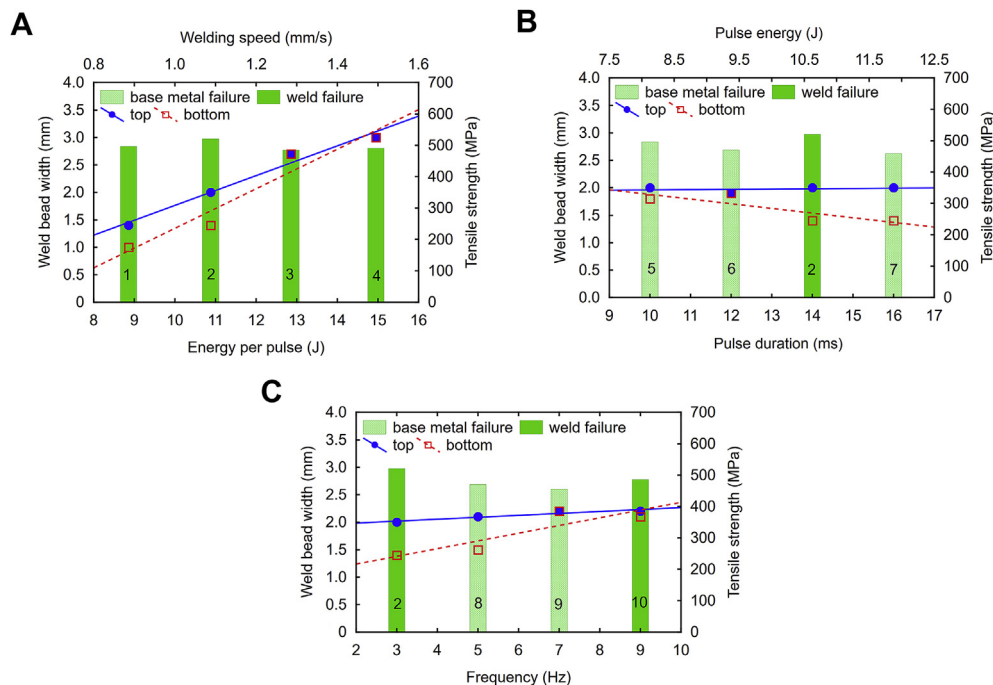 A
Welding speed (mm/s)
0.8 1 1.2 1.4 1.6
4.0 3.5 3.0 2.5 2.0 1.5 1.0 0.5 0
Weld bead width (mm)
base metal failure weld failure
top bottom
1 2 3 4
700 600 500 400 300 200 100 0
Tensile strength (MPa)
8 9 10 11 12 13 14 15 16
Energy per pulse (J)
B
Pulse energy (J)
7.5 8.5 9.5 10.5 11.5 12.5
4.0 3.5 3.0 2.5 2.0 1.5 1.0 0.5 0.0
Weld bead width (mm)
base metal failure weld failure
top bottom
5 6 2 7
700 600 500 400 300 200 100 0
Tensile strength (MPa)
9 10 11 12 13 14 15 16 17
Pulse duration (ms)
C
4.0 3.5 3.0 2.5 2.0 1.5 1.0 0.5 0
Weld bead width (mm)
base metal failure weld failure
top bottom
2 8 9 10
700 600 500 400 300 200 100 0
Tensile strength (MPa)
2 3 4 5 6 7 8 9 10
Frequency (Hz)